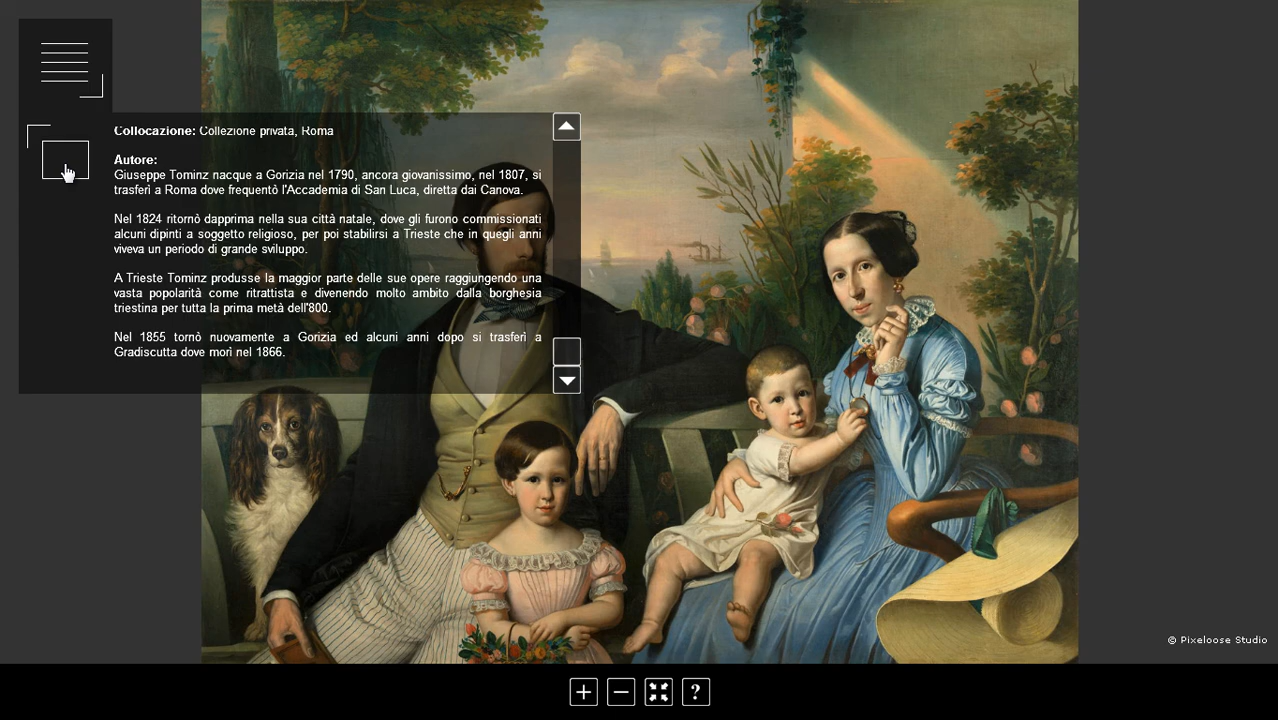 Collocazione: Collezione privata, Roma
Autore:
Giuseppe Tominz nacque a Gorizia nel 1790, ancora giovanissimo, nel 1807, si
trasferì a Roma dove frequentò l'Accademia di San Luca, diretta dai Canova.
Nel 1824 ritornò dapprima nella sua città natale, dove gli furono commissionati
alcuni dipinti a soggetto religioso, per poi stabilirsi a Trieste che in quegli anni
viveva un periodo di grande sviluppo.
A Trieste Tominz produsse la maggior parte delle sue opere raggiungendo una
vasta popolarità come ritrattista e divenendo molto ambito dalla borghesia
triestina per tutta la prima metà dell'800.
Nel 1855 tornò nuovamente a Gorizia ed alcuni anni dopo si trasferì a
Gradiscutta dove morì nel 1866.
© Pixeloose Studio
?